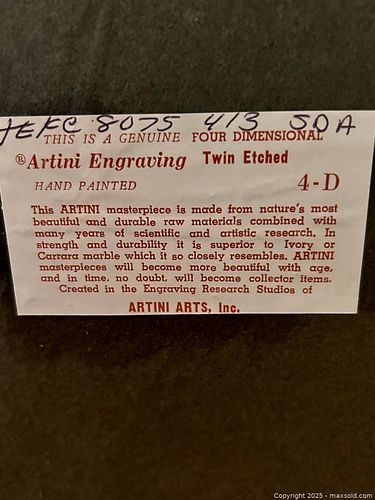 8075 413 SDA
THIS IS A GENUINE FOUR DIMENSIONAL
®Artini Engraving Twin Etched
HAND PAINTED 4-D
This ARTINI masterpiece is made from nature's most
beautiful and durable raw materials combined with
many years of scientific and artistic research. In
strength and durability it is superior to Ivory or
Carrara marble which it so closely resembles. ARTINI
masterpieces will become more beautiful with age,
and in time, no doubt, will become collector items.
Created in the Engraving Research Studios of
ARTINI ARTS, Inc.
Copyright © 2025 - maxsold.com